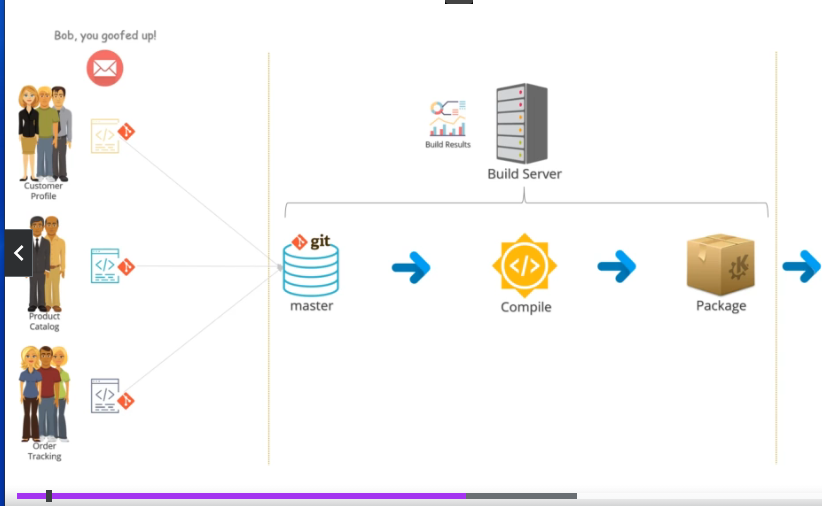 Bob, you goofed up!
Customer
Profile
Build Results
Build Server
git
master
Compile
Package
Product
Catalog
Order
Tracking